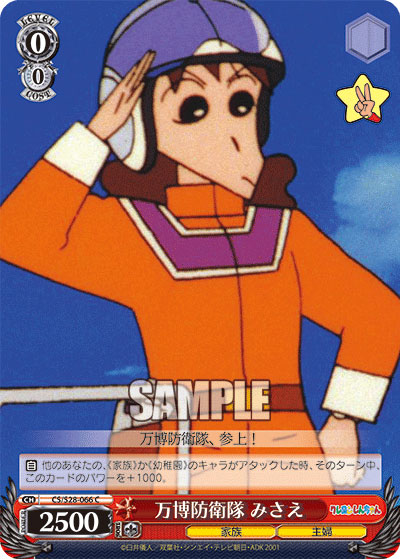 LEVEL
0
0
COST
SAMPLE
万博防衛隊、参上！
自 他のあなたの、《家族》か《幼稚園》のキャラがアタックした時、そのターン中、
このカードのパワーを＋1000。
CH CS/S28-066 C
クレヨンしんちゃん
2500
万博防衛隊 みさえ
家族
主婦
©臼井儀人／双葉社・シンエイ・テレビ朝日・ADK 2001